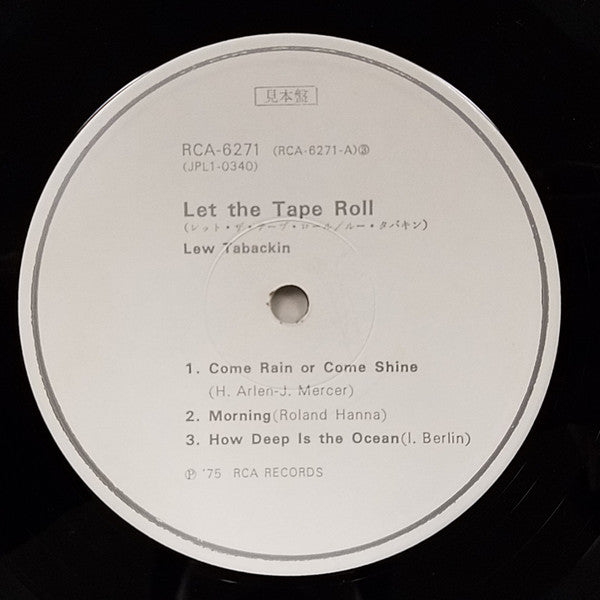 見本盤
RCA-6271 (RCA-6271-A)③
(JPL1-0340)
Let the Tape Roll
(レット・ザ・テープ・ロール/ルー・タバキン)
Lew Tabackin
1. Come Rain or Come Shine
(H. Arlen-J. Mercer)
2. Morning(Roland Hanna)
3. How Deep Is the Ocean(I. Berlin)
℗ '75 RCA RECORDS